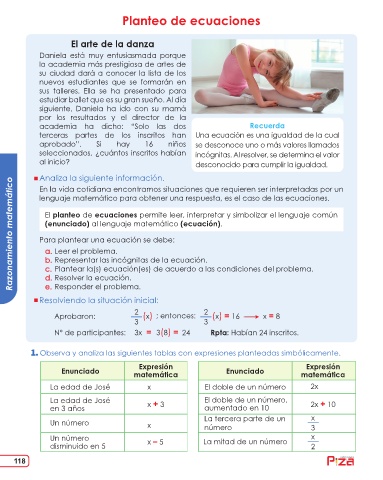 Planteo de ecuaciones
El arte de la danza
Daniela está muy entusiasmada porque
la academia más prestigiosa de artes de
su ciudad dará a conocer la lista de los
nuevos estudiantes que se formarán en
sus talleres. Ella se ha presentado para
estudiar ballet que es su gran sueño. Al día
siguiente, Daniela ha ido con su mamá
por los resultados y el director de la
academia ha dicho: “Solo las dos
terceras partes de los inscritos han
aprobado”. Si hay 16 niños
seleccionados, ¿cuántos inscritos habían
al inicio?
Recuerda
Una ecuación es una igualdad de la cual
se desconoce uno o más valores llamados
incógnitas. Al resolver, se determina el valor
desconocido para cumplir la igualdad.
Razonamiento matemático
Analiza la siguiente información.
En la vida cotidiana encontramos situaciones que requieren ser interpretadas por un
lenguaje matemático para obtener una respuesta, es el caso de las ecuaciones.
El planteo de ecuaciones permite leer, interpretar y simbolizar el lenguaje común
(enunciado) al lenguaje matemático (ecuación).
Para plantear una ecuación se debe:
a. Leer el problema.
b. Representar las incógnitas de la ecuación.
c. Plantear la(s) ecuación(es) de acuerdo a las condiciones del problema.
d. Resolver la ecuación.
e. Responder el problema.
Resolviendo la situación inicial:
Aprobaron: 2/3 (x) ; entonces: 2/3 (x) = 16 → x = 8
N° de participantes: 3x = 3(8) = 24 Rpta: Habían 24 inscritos.
1. Observa y analiza las siguientes tablas con expresiones planteadas simbólicamente.
Enunciado Expresión matemática
La edad de José x
La edad de José
en 3 años x + 3
Un número x
Un número
disminuido en 5 x – 5
Enunciado Expresión matemática
El doble de un número 2x
El doble de un número,
aumentado en 10 2x + 10
La tercera parte de un
número x/3
La mitad de un número x/2
118